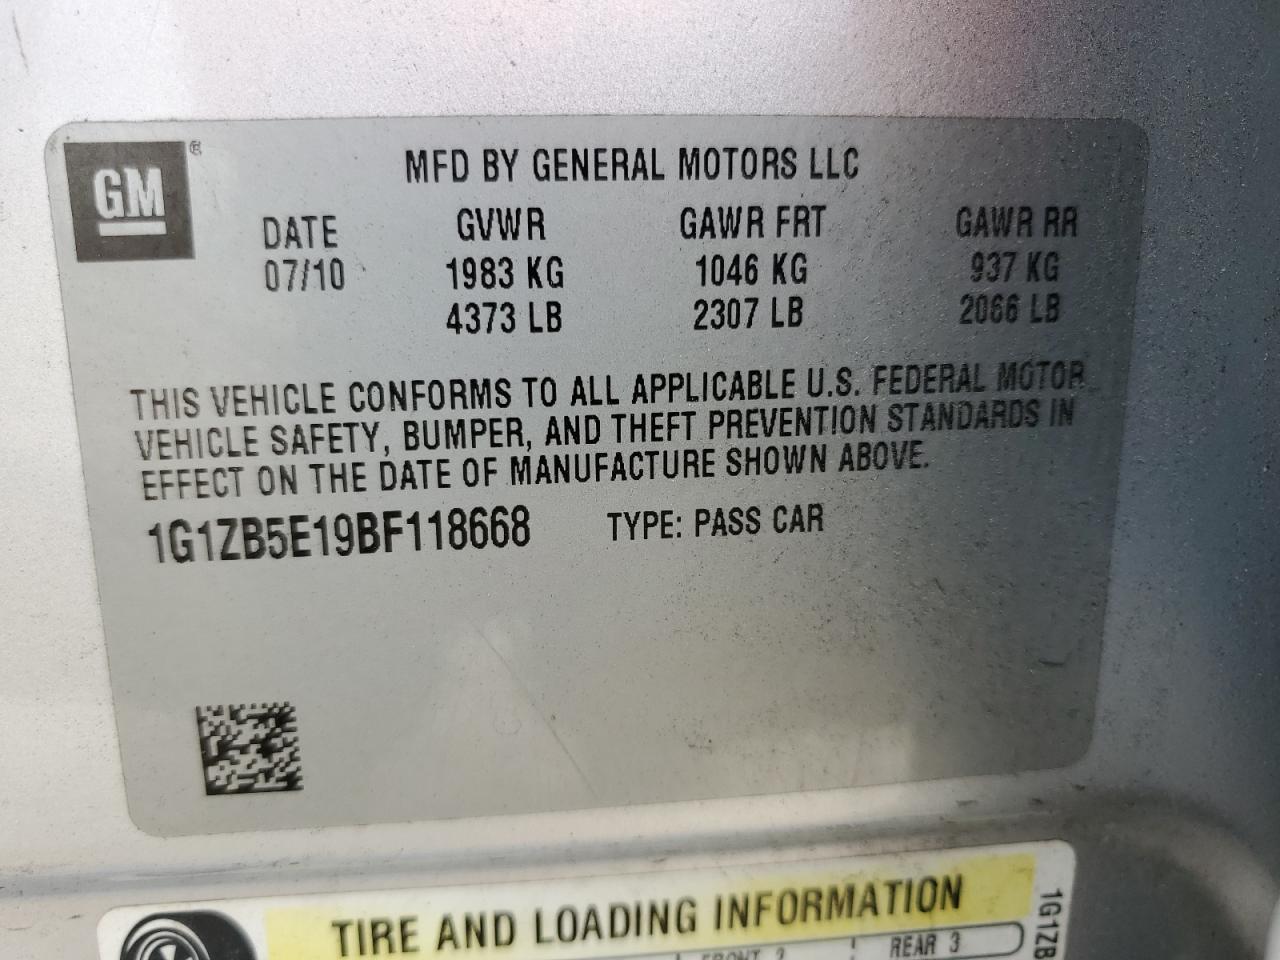 GM ®
MFD BY GENERAL MOTORS LLC
DATE GVWR GAWR FRT GAWR RR
07/10 1983 KG 1046 KG 937 KG
4373 LB 2307 LB 2066 LB
THIS VEHICLE CONFORMS TO ALL APPLICABLE U.S. FEDERAL MOTOR
VEHICLE SAFETY, BUMPER, AND THEFT PREVENTION STANDARDS IN
EFFECT ON THE DATE OF MANUFACTURE SHOWN ABOVE.
1G1ZB5E19BF118668 TYPE: PASS CAR
TIRE AND LOADING INFORMATION
FRONT 2 REAR 3
1G1ZB